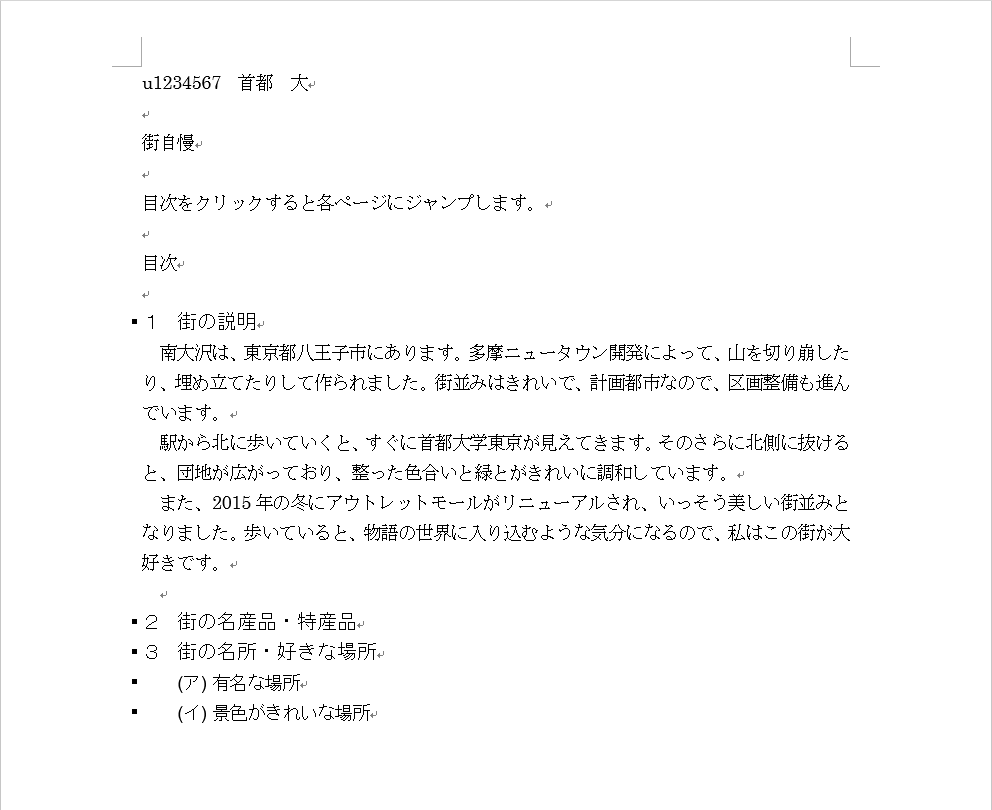 u1234567　首都　大
街自慢
目次をクリックすると各ページにジャンプします。
目次
１　街の説明
南大沢は、東京都八王子市にあります。多摩ニュータウン開発によって、山を切り崩した
り、埋め立てたりして作られました。街並みはきれいで、計画都市なので、区画整備も進ん
でいます。
駅から北に歩いていくと、すぐに首都大学東京が見えてきます。そのさらに北側に抜ける
と、団地が広がっており、整った色合いと緑とがきれいに調和しています。
また、2015 年の冬にアウトレットモールがリニューアルされ、いっそう美しい街並みと
なりました。歩いていると、物語の世界に入り込むような気分になるので、私はこの街が大
好きです。
２　街の名産品・特産品
３　街の名所・好きな場所
(ア) 有名な場所
(イ) 景色がきれいな場所